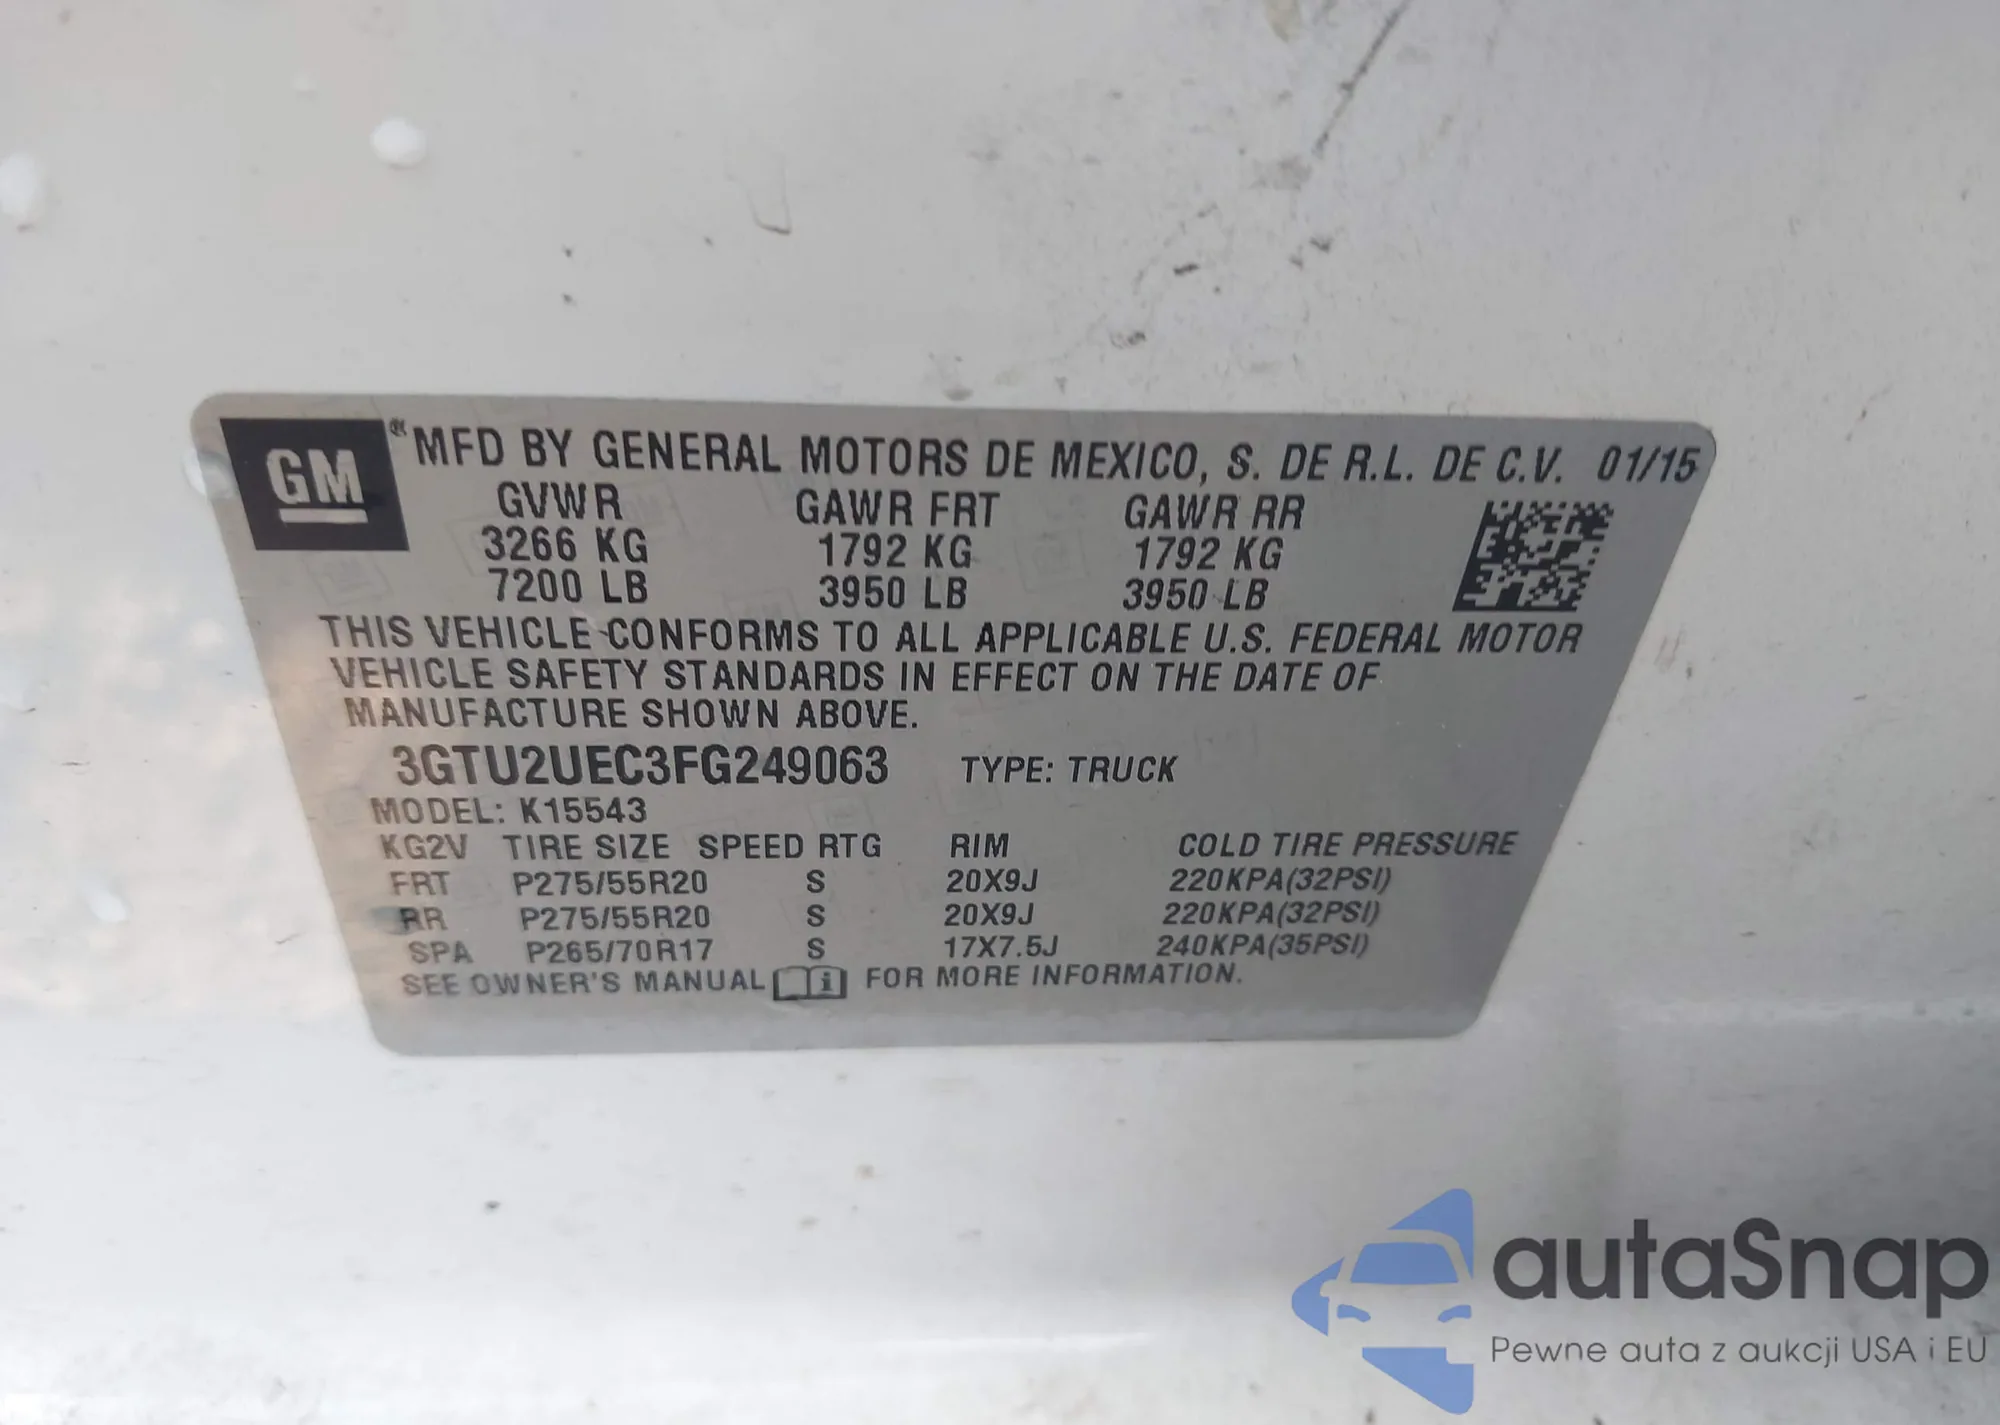 GM ® MFD BY GENERAL MOTORS DE MEXICO, S. DE R.L. DE C.V. 01/15
GVWR GAWR FRT GAWR RR
3266 KG 1792 KG 1792 KG
7200 LB 3950 LB 3950 LB
THIS VEHICLE CONFORMS TO ALL APPLICABLE U.S. FEDERAL MOTOR
VEHICLE SAFETY STANDARDS IN EFFECT ON THE DATE OF
MANUFACTURE SHOWN ABOVE.
3GTU2UEC3FG249063 TYPE: TRUCK
MODEL: K15543
KG2V TIRE SIZE SPEED RTG RIM COLD TIRE PRESSURE
FRT P275/55R20 S 20X9J 220KPA(32PSI)
RR P275/55R20 S 20X9J 220KPA(32PSI)
SPA P265/70R17 S 17X7.5J 240KPA(35PSI)
SEE OWNER'S MANUAL i FOR MORE INFORMATION.
autaSnap
Pewne auta z aukcji USA i EU